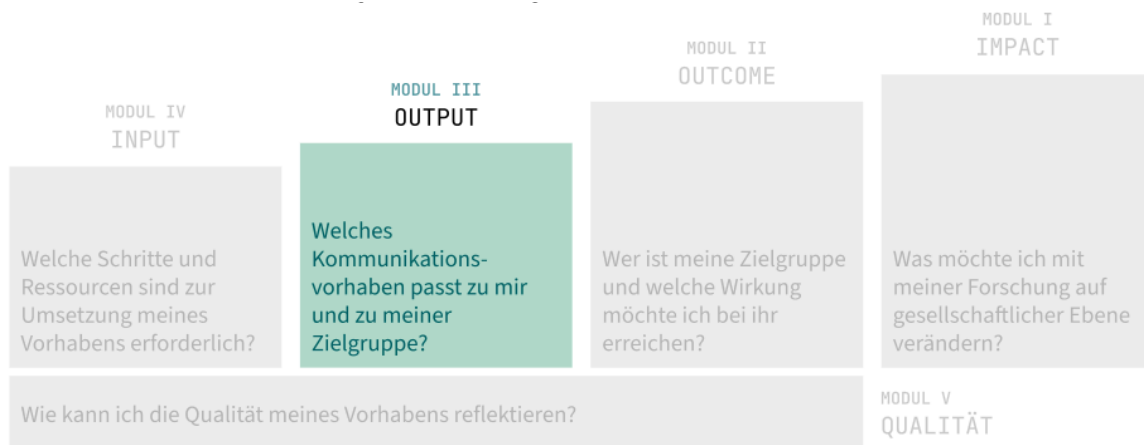 MODUL IV
INPUT
Welche Schritte und
Ressourcen sind zur
Umsetzung meines
Vorhabens erforderlich?
MODUL III
OUTPUT
Welches
Kommunikations-
vorhaben passt zu mir
und zu meiner
Zielgruppe?
MODUL II
OUTCOME
Wer ist meine Zielgruppe
und welche Wirkung
möchte ich bei ihr
erreichen?
MODUL I
IMPACT
Was möchte ich mit
meiner Forschung auf
gesellschaftlicher Ebene
verändern?
Wie kann ich die Qualität meines Vorhabens reflektieren?
MODUL V
QUALITÄT